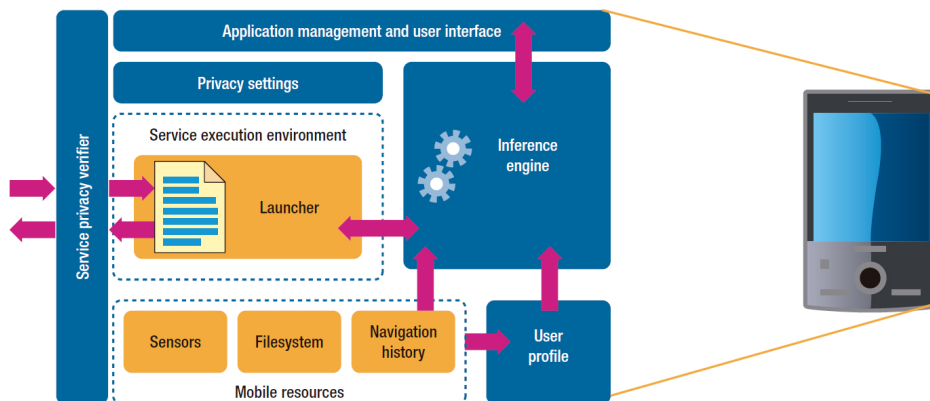 Application management and user interface
Service privacy verifier
Privacy settings
Service execution environment
Launcher
Inference
engine
Sensors
Filesystem
Navigation
history
User
profile
Mobile resources